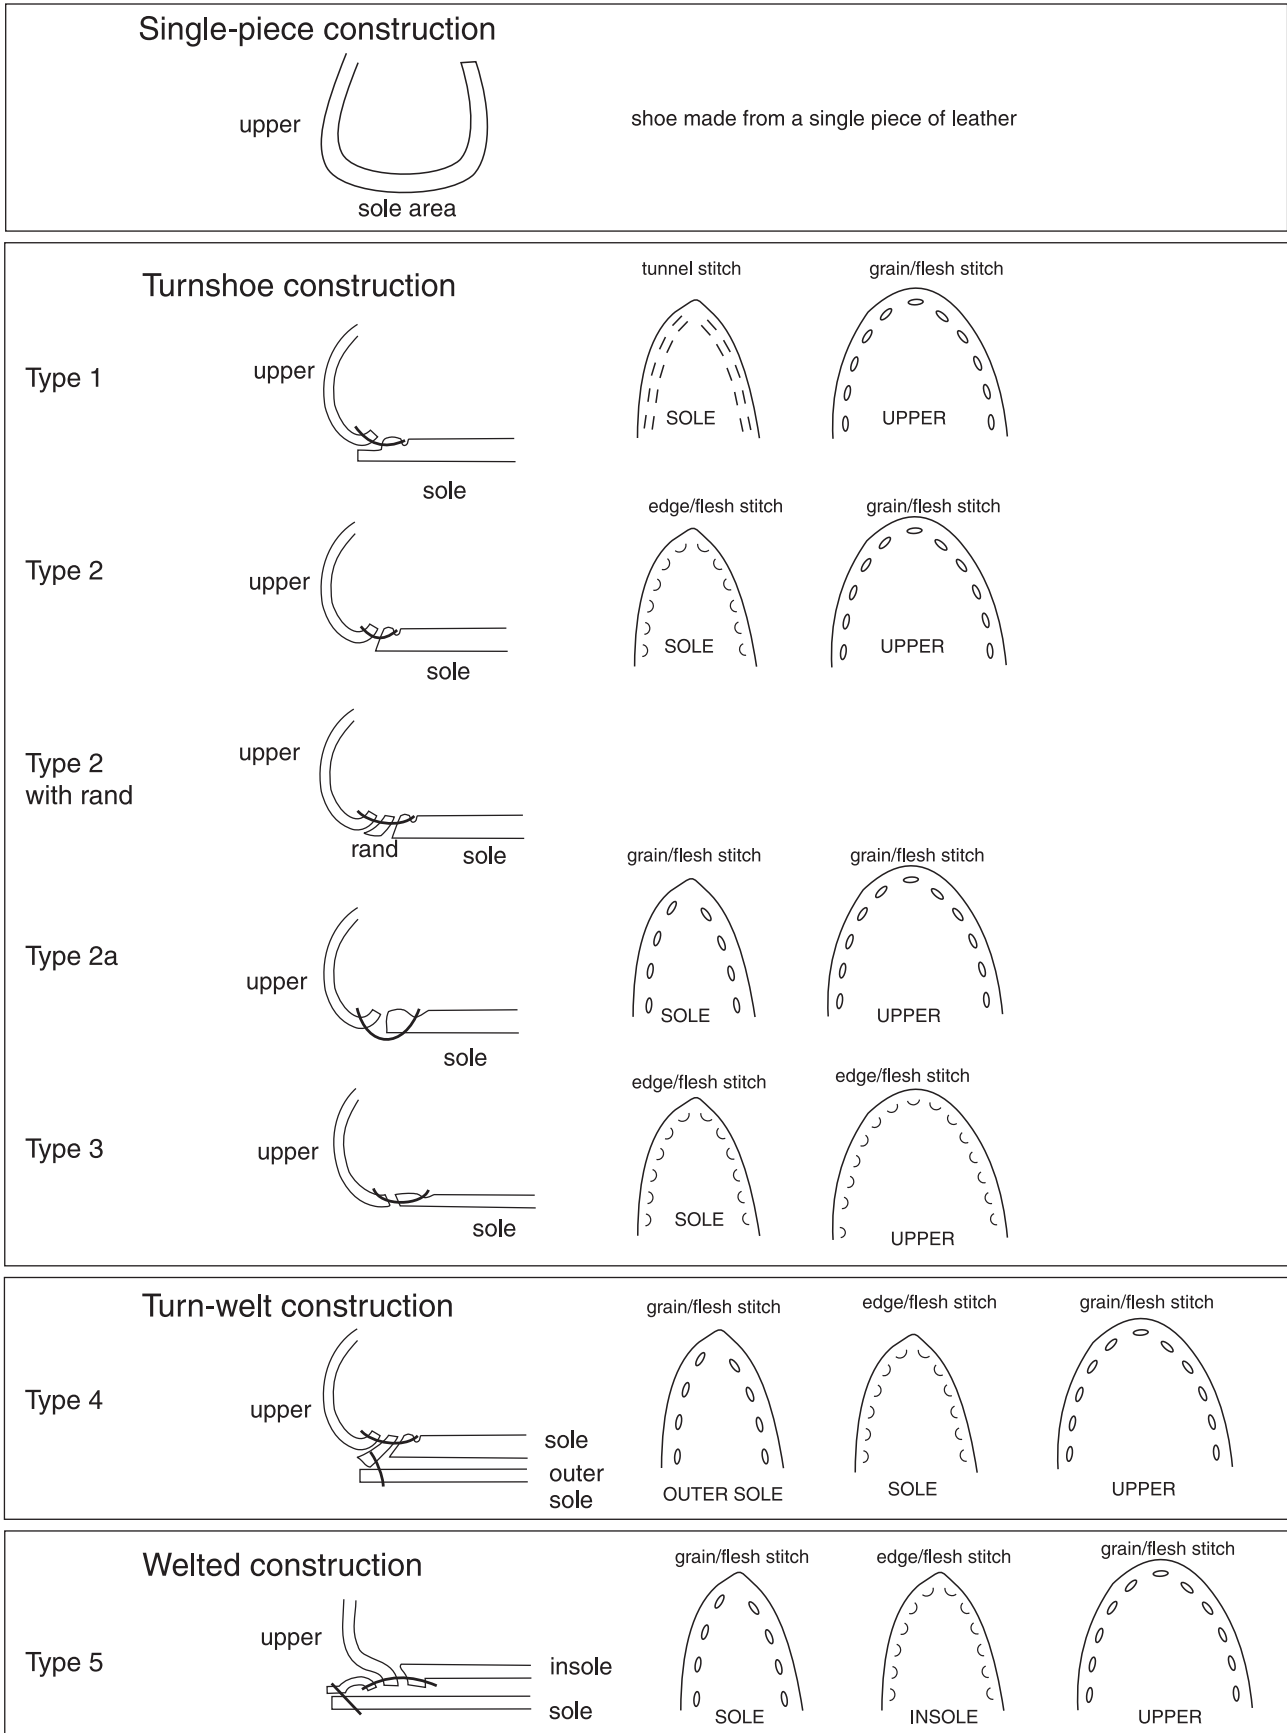 Single-piece construction
upper
shoe made from a single piece of leather
sole area
Turnshoe construction
tunnel stitch
grain/flesh stitch
Type 1
upper
SOLE
UPPER
sole
edge/flesh stitch
grain/flesh stitch
Type 2
upper
SOLE
UPPER
sole
Type 2
with rand
upper
rand
sole
grain/flesh stitch
grain/flesh stitch
Type 2a
upper
SOLE
UPPER
sole
edge/flesh stitch
edge/flesh stitch
Type 3
upper
SOLE
UPPER
sole
Turn-welt construction
grain/flesh stitch
edge/flesh stitch
grain/flesh stitch
Type 4
upper
sole
outer
sole
OUTER SOLE
SOLE
UPPER
Welted construction
grain/flesh stitch
edge/flesh stitch
grain/flesh stitch
Type 5
upper
insole
sole
SOLE
INSOLE
UPPER